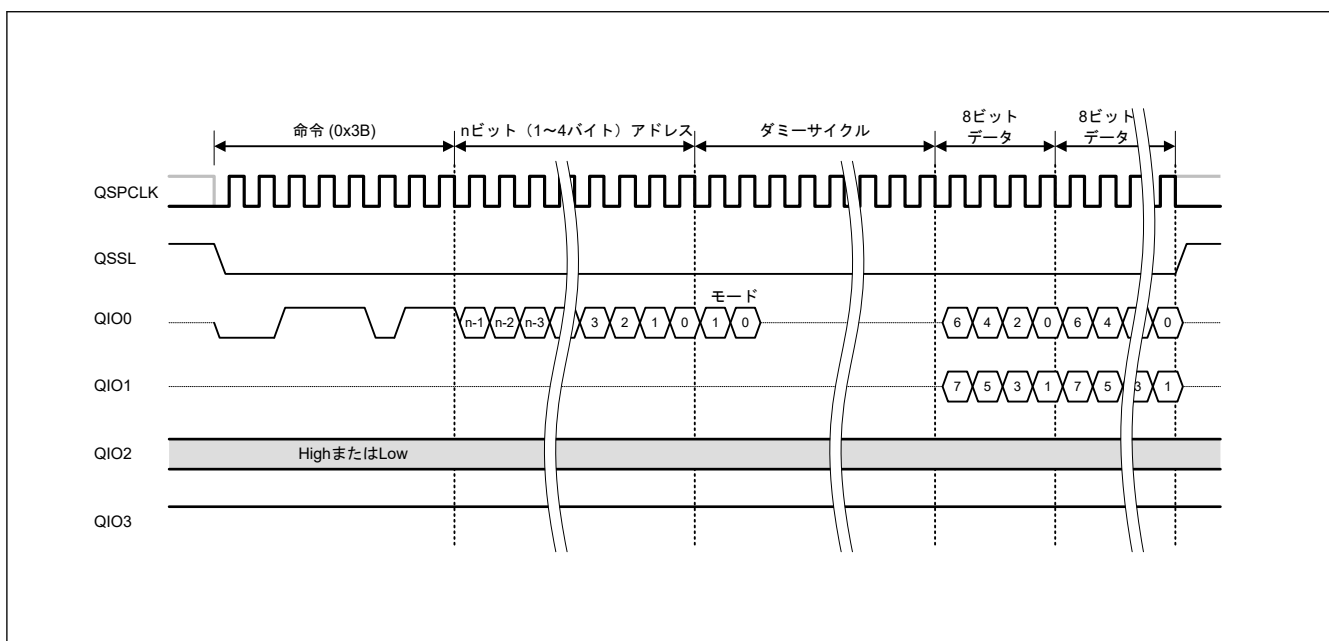 命令 (0x3B)
nビット（1～4バイト）アドレス
ダミーサイクル
8ビット
データ
8ビット
データ
QSPCLK
QSSL
モード
QIO0
n-1 n-2 n-3 3 2 1 0 1 0 6 4 2 0 6 4 0
QIO1
7 5 3 1 7 5 3 1
QIO2
HighまたはLow
QIO3